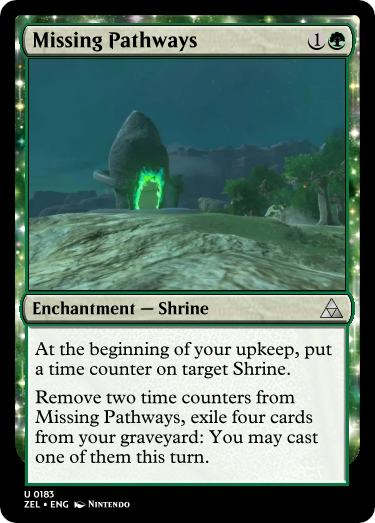 Missing Pathways 1
Enchantment — Shrine
At the beginning of your upkeep, put
a time counter on target Shrine.
Remove two time counters from
Missing Pathways, exile four cards
from your graveyard: You may cast
one of them this turn.
U 0183
ZEL • ENG Nintendo